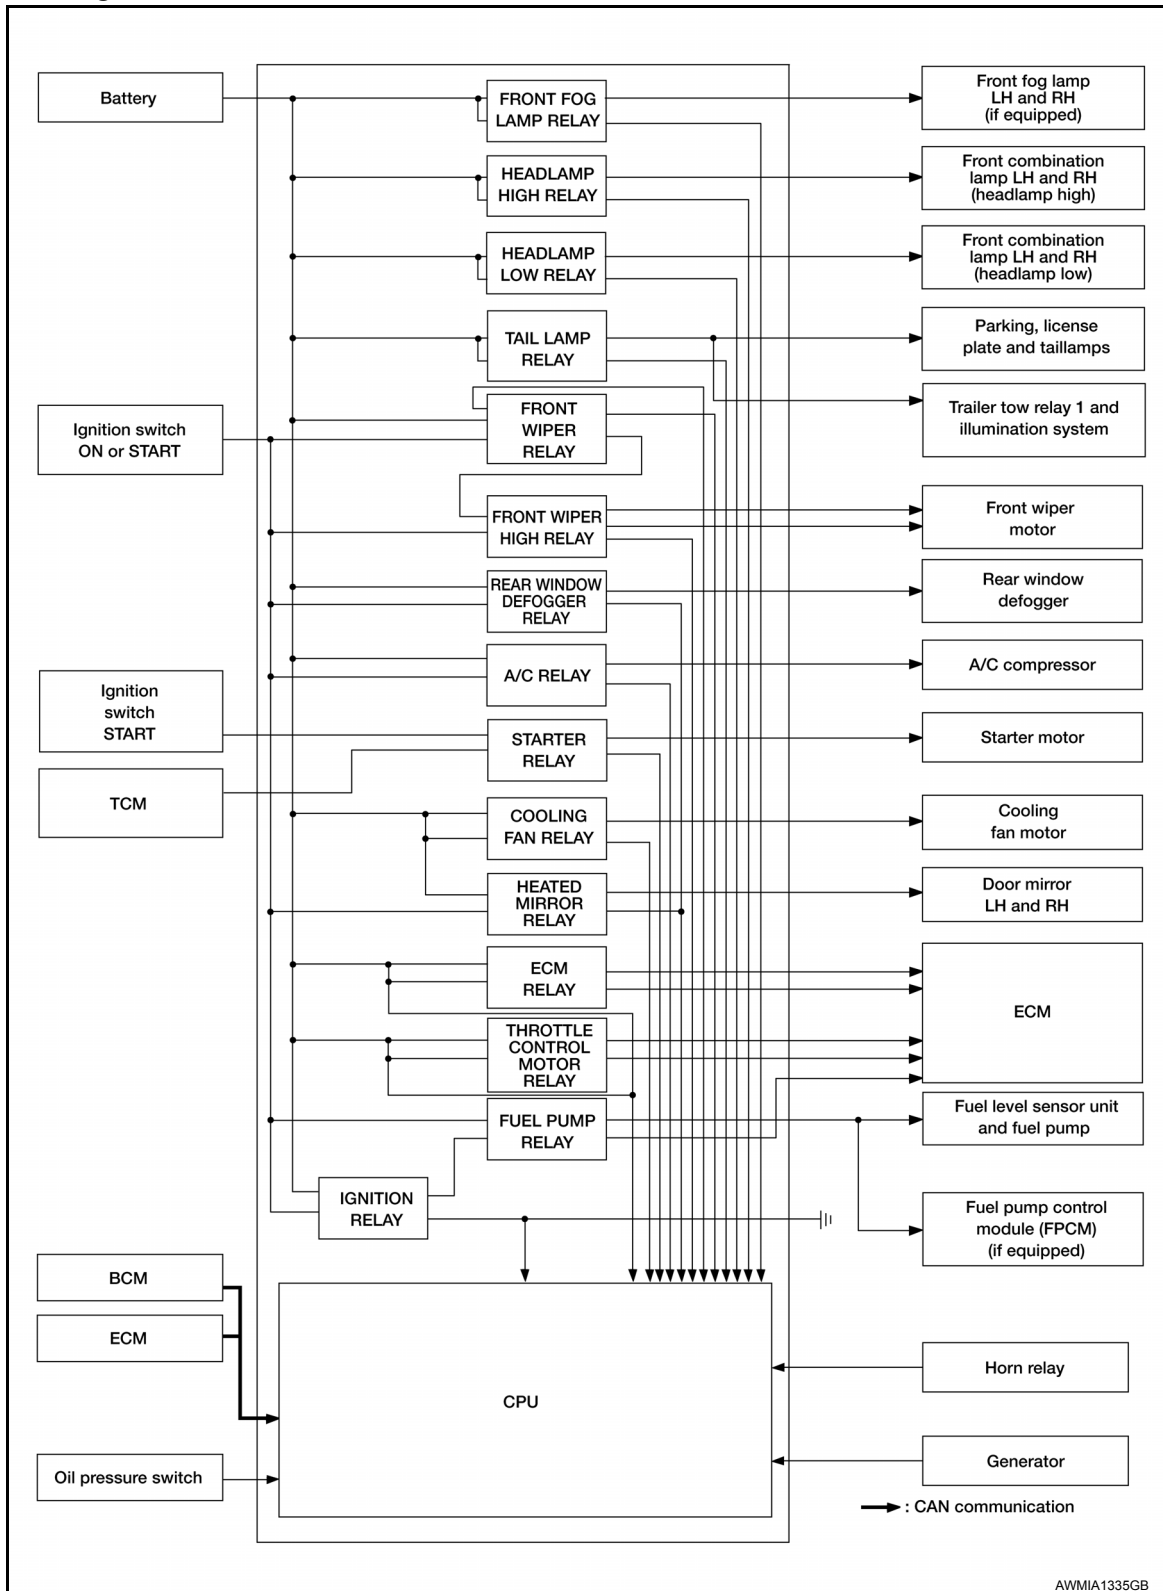 Battery
FRONT FOG
LAMP RELAY
Front fog lamp
LH and RH
(if equipped)
HEADLAMP
HIGH RELAY
Front combination
lamp LH and RH
(headlamp high)
HEADLAMP
LOW RELAY
Front combination
lamp LH and RH
(headlamp low)
TAIL LAMP
RELAY
Parking, license
plate and taillamps
Ignition switch
ON or START
FRONT
WIPER
RELAY
Trailer tow relay 1 and
illumination system
FRONT WIPER
HIGH RELAY
Front wiper
motor
REAR WINDOW
DEFOGGER
RELAY
Rear window
defogger
A/C RELAY
A/C compressor
Ignition
switch
START
STARTER
RELAY
Starter motor
TCM
COOLING
FAN RELAY
Cooling
fan motor
HEATED
MIRROR
RELAY
Door mirror
LH and RH
ECM
RELAY
ECM
THROTTLE
CONTROL
MOTOR
RELAY
FUEL PUMP
RELAY
Fuel level sensor unit
and fuel pump
IGNITION
RELAY
Fuel pump control
module (FPCM)
(if equipped)
BCM
ECM
CPU
Horn relay
Oil pressure switch
Generator
: CAN communication
AWMIA1335GB